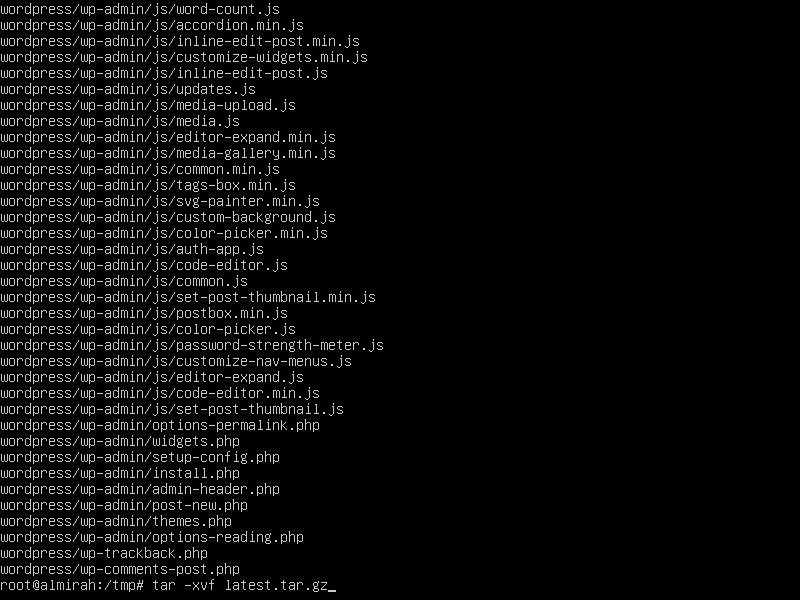 wordpress/wp-admin/js/word-count.js
wordpress/wp-admin/js/accordion.min.js
wordpress/wp-admin/js/inline-edit-post.min.js
wordpress/wp-admin/js/customize-widgets.min.js
wordpress/wp-admin/js/inline-edit-post.js
wordpress/wp-admin/js/updates.js
wordpress/wp-admin/js/media-upload.js
wordpress/wp-admin/js/media.js
wordpress/wp-admin/js/editor-expand.min.js
wordpress/wp-admin/js/media-gallery.min.js
wordpress/wp-admin/js/common.min.js
wordpress/wp-admin/js/tags-box.min.js
wordpress/wp-admin/js/svg-painter.min.js
wordpress/wp-admin/js/custom-background.js
wordpress/wp-admin/js/color-picker.min.js
wordpress/wp-admin/js/auth-app.js
wordpress/wp-admin/js/code-editor.js
wordpress/wp-admin/js/common.js
wordpress/wp-admin/js/set-post-thumbnail.min.js
wordpress/wp-admin/js/postbox.min.js
wordpress/wp-admin/js/color-picker.js
wordpress/wp-admin/js/password-strength-meter.js
wordpress/wp-admin/js/customize-nav-menus.js
wordpress/wp-admin/js/editor-expand.js
wordpress/wp-admin/js/code-editor.min.js
wordpress/wp-admin/js/set-post-thumbnail.js
wordpress/wp-admin/options-permalink.php
wordpress/wp-admin/widgets.php
wordpress/wp-admin/setup-config.php
wordpress/wp-admin/install.php
wordpress/wp-admin/admin-header.php
wordpress/wp-admin/post-new.php
wordpress/wp-admin/themes.php
wordpress/wp-admin/options-reading.php
wordpress/wp-trackback.php
wordpress/wp-comments-post.php
root@almirah:/tmp# tar -xvf latest.tar.gz_